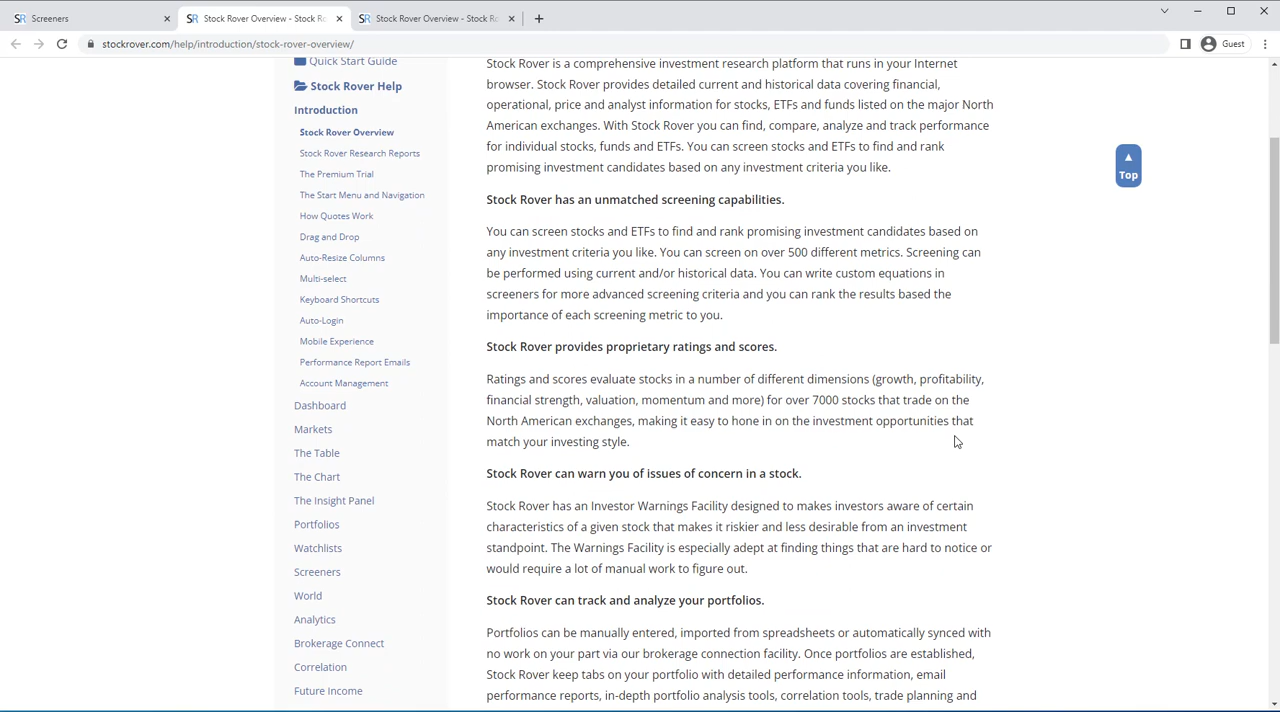 Screeners
Stock Rover Overview - Stock Ro
Stock Rover Overview - Stock Ro
stockrover.com/help/introduction/stock-rover-overview/
Guest
Quick Start Guide
Stock Rover Help
Introduction
Stock Rover Overview
Stock Rover Research Reports
The Premium Trial
The Start Menu and Navigation
How Quotes Work
Drag and Drop
Auto-Resize Columns
Multi-select
Keyboard Shortcuts
Auto-Login
Mobile Experience
Performance Report Emails
Account Management
Dashboard
Markets
The Table
The Chart
The Insight Panel
Portfolios
Watchlists
Screeners
World
Analytics
Brokerage Connect
Correlation
Future Income
Stock Rover is a comprehensive investment research platform that runs in your Internet
browser. Stock Rover provides detailed current and historical data covering financial,
operational, price and analyst information for stocks, ETFs and funds listed on the major North
American exchanges. With Stock Rover you can find, compare, analyze and track performance
for individual stocks, funds and ETFs. You can screen stocks and ETFs to find and rank
promising investment candidates based on any investment criteria you like.
Stock Rover has an unmatched screening capabilities.
You can screen stocks and ETFs to find and rank promising investment candidates based on
any investment criteria you like. You can screen on over 500 different metrics. Screening can
be performed using current and/or historical data. You can write custom equations in
screeners for more advanced screening criteria and you can rank the results based the
importance of each screening metric to you.
Stock Rover provides proprietary ratings and scores.
Ratings and scores evaluate stocks in a number of different dimensions (growth, profitability,
financial strength, valuation, momentum and more) for over 7000 stocks that trade on the
North American exchanges, making it easy to hone in on the investment opportunities that
match your investing style.
Stock Rover can warn you of issues of concern in a stock.
Stock Rover has an Investor Warnings Facility designed to makes investors aware of certain
characteristics of a given stock that makes it riskier and less desirable from an investment
standpoint. The Warnings Facility is especially adept at finding things that are hard to notice or
would require a lot of manual work to figure out.
Stock Rover can track and analyze your portfolios.
Portfolios can be manually entered, imported from spreadsheets or automatically synced with
no work on your part via our brokerage connection facility. Once portfolios are established,
Stock Rover keep tabs on your portfolio with detailed performance information, email
performance reports, in-depth portfolio analysis tools, correlation tools, trade planning and
Top